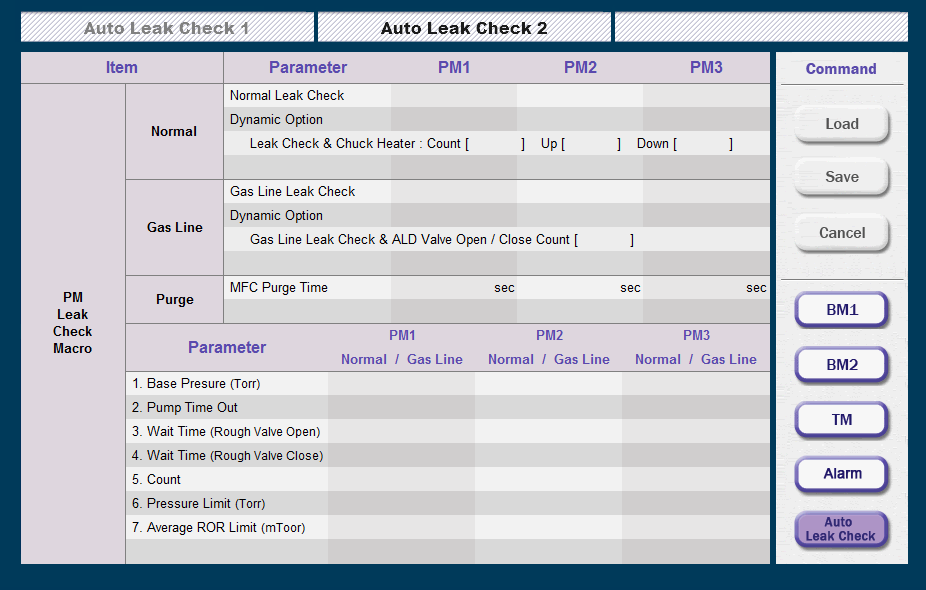 Auto Leak Check 1
Auto Leak Check 2
Item Parameter PM1 PM2 PM3
Normal
Normal Leak Check
Dynamic Option
Leak Check & Chuck Heater : Count [ ] Up [ ] Down [ ]
Gas Line
Gas Line Leak Check
Dynamic Option
Gas Line Leak Check & ALD Valve Open / Close Count [ ]
Purge
MFC Purge Time sec sec sec
PM
Leak
Check
Macro
Parameter
PM1 PM2 PM3
Normal / Gas Line Normal / Gas Line Normal / Gas Line
1. Base Presure (Torr)
2. Pump Time Out
3. Wait Time (Rough Valve Open)
4. Wait Time (Rough Valve Close)
5. Count
6. Pressure Limit (Torr)
7. Average ROR Limit (mToor)
Command
Load
Save
Cancel
BM1
BM2
TM
Alarm
Auto
Leak Check